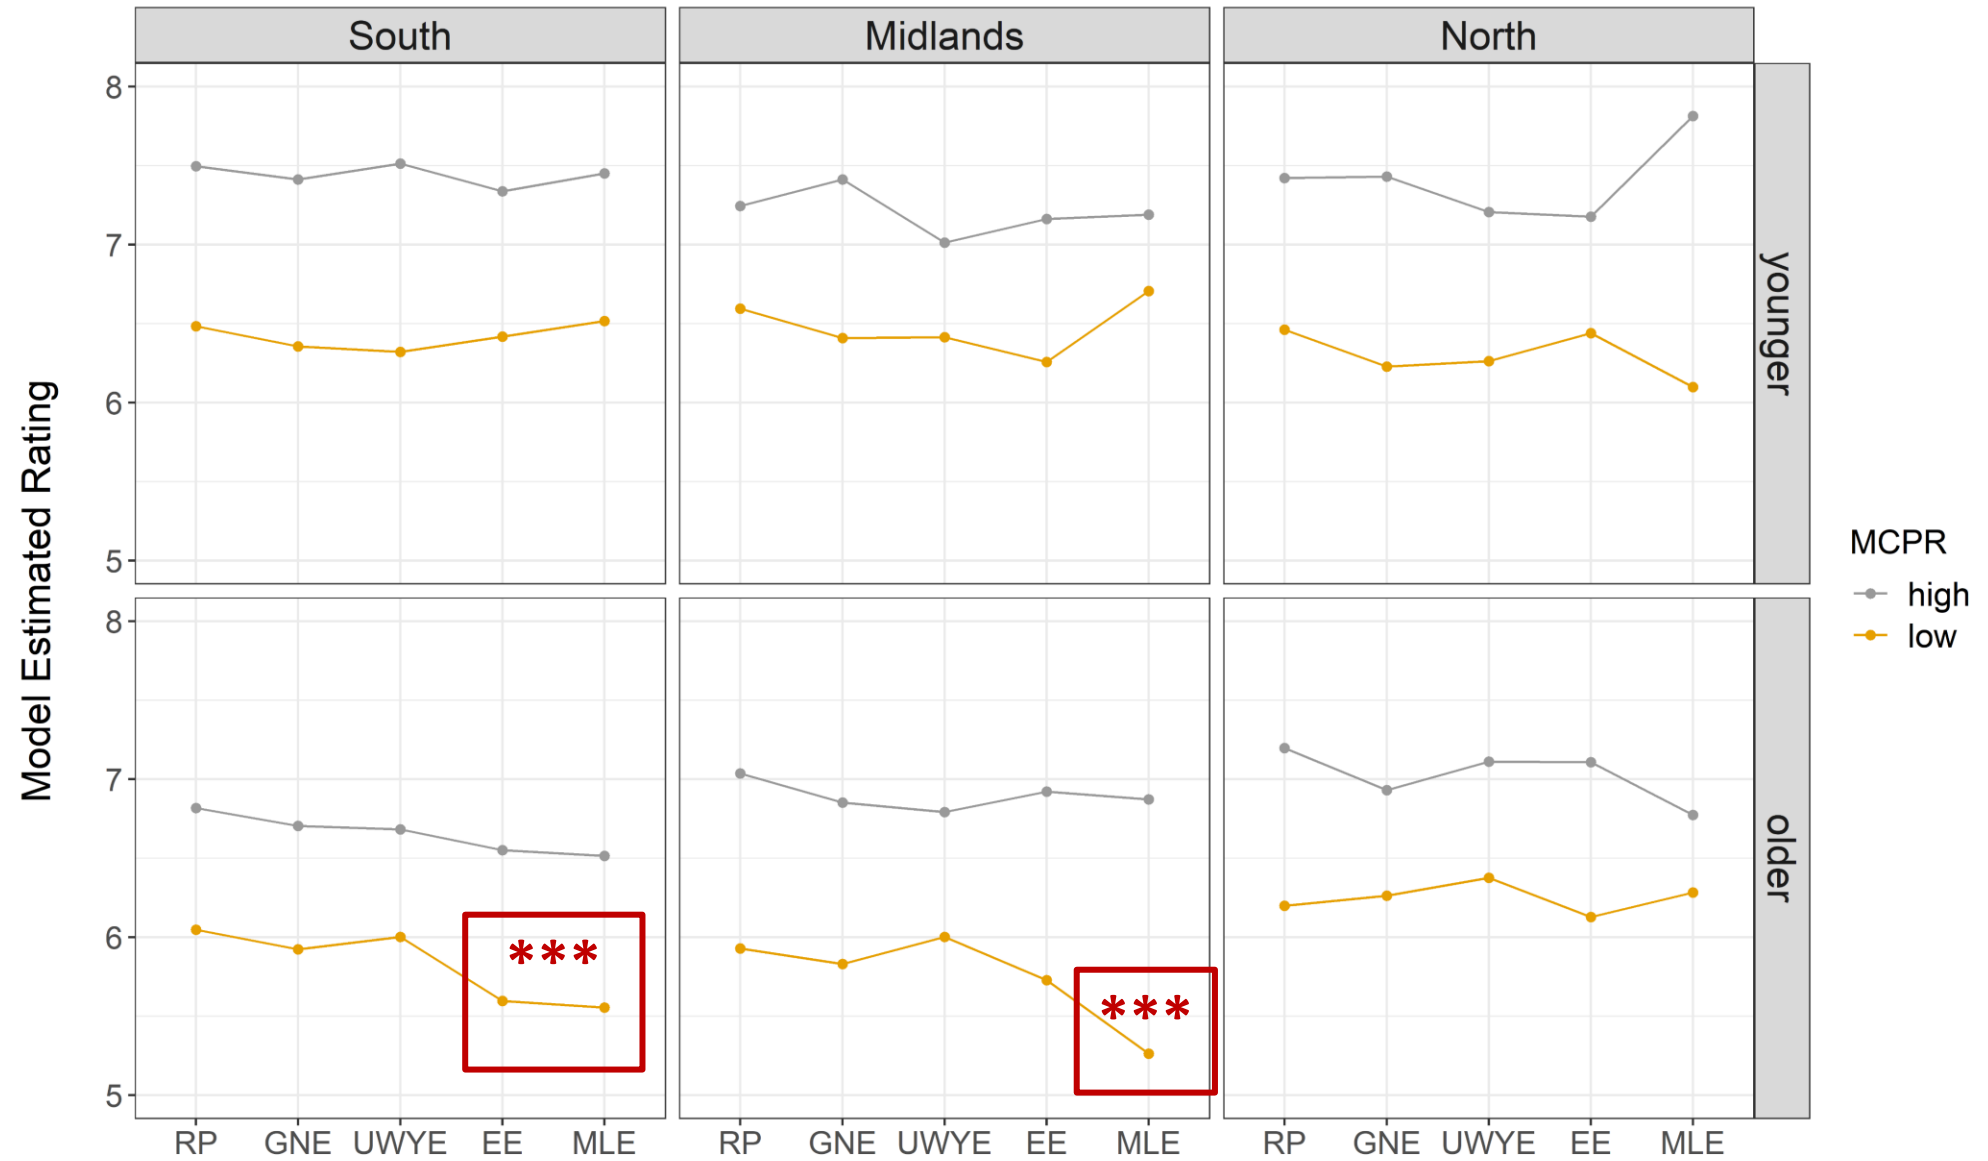 South Midlands North
8
7
6
5
younger
8
7
6
5
older
*** ***
Model Estimated Rating
RP GNE UWYE EE MLE RP GNE UWYE EE MLE RP GNE UWYE EE MLE
MCPR
high
low